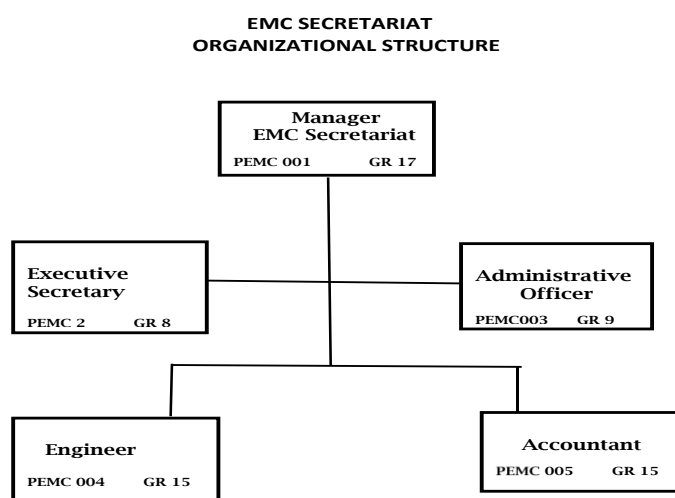 EMC SECRETARIAT
ORGANIZATIONAL STRUCTURE
Manager
EMC Secretariat
PEMC 001 GR 17
Executive
Secretary
PEMC 2 GR 8
Administrative
Officer
PEMC003 GR 9
Engineer
PEMC 004 GR 15
Accountant
PEMC 005 GR 15